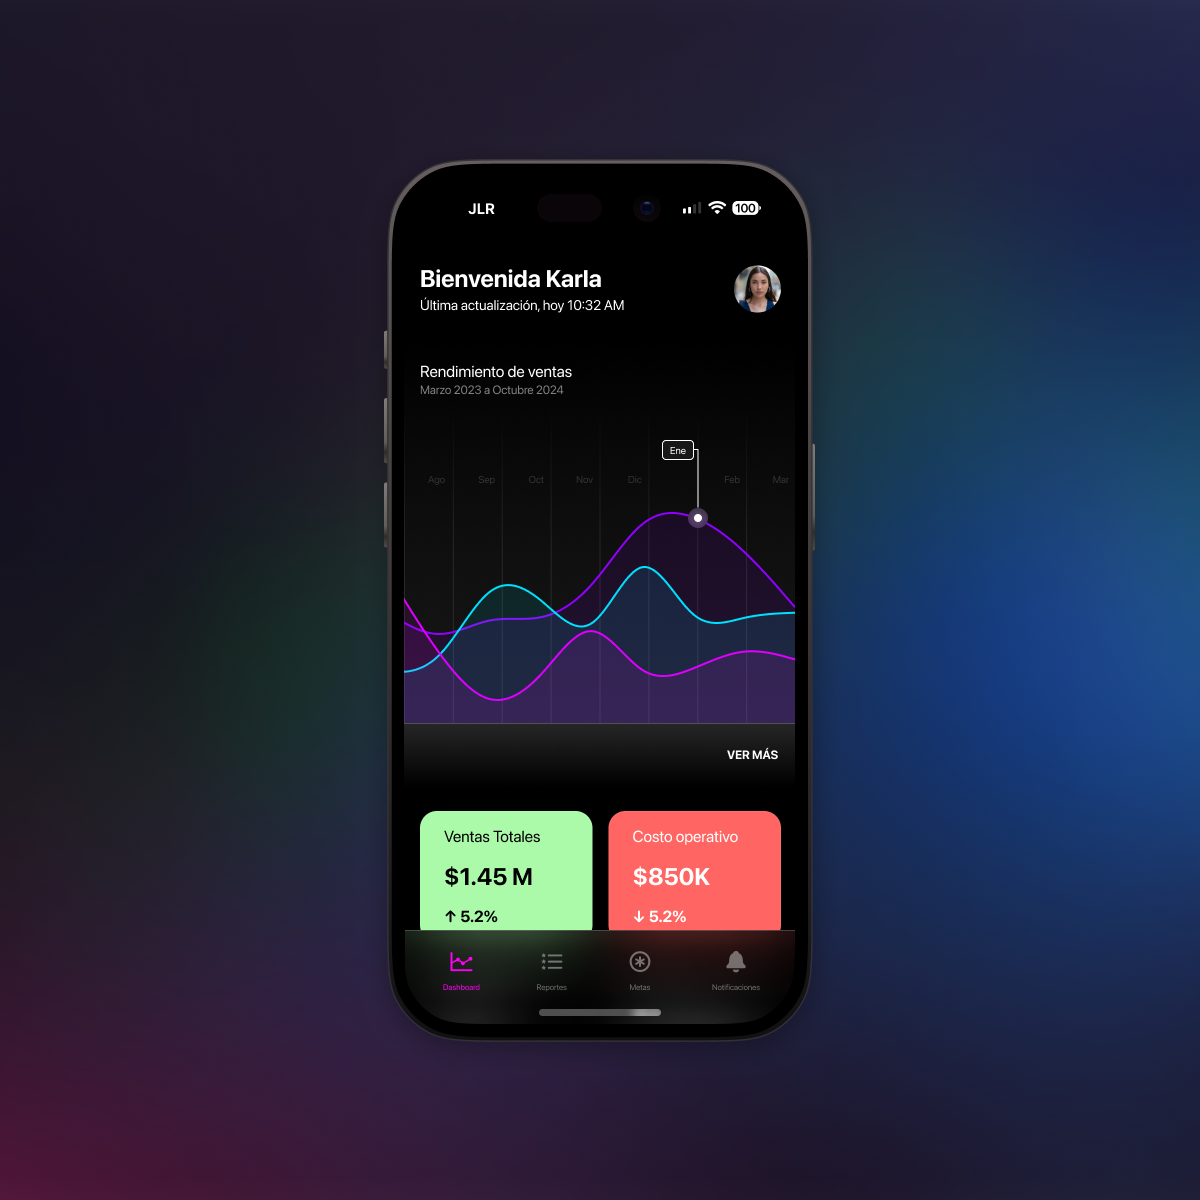 JLR
100
Bienvenida Karla
Última actualización, hoy 10:32 AM
Rendimiento de ventas
Marzo 2023 a Octubre 2024
Ene
Ago Sep Oct Nov Dic Feb Mar
VER MÁS
Ventas Totales
$1.45 M
↑ 5.2%
Costo operativo
$850K
↓ 5.2%
Dashboard Reportes Metas Notificaciones